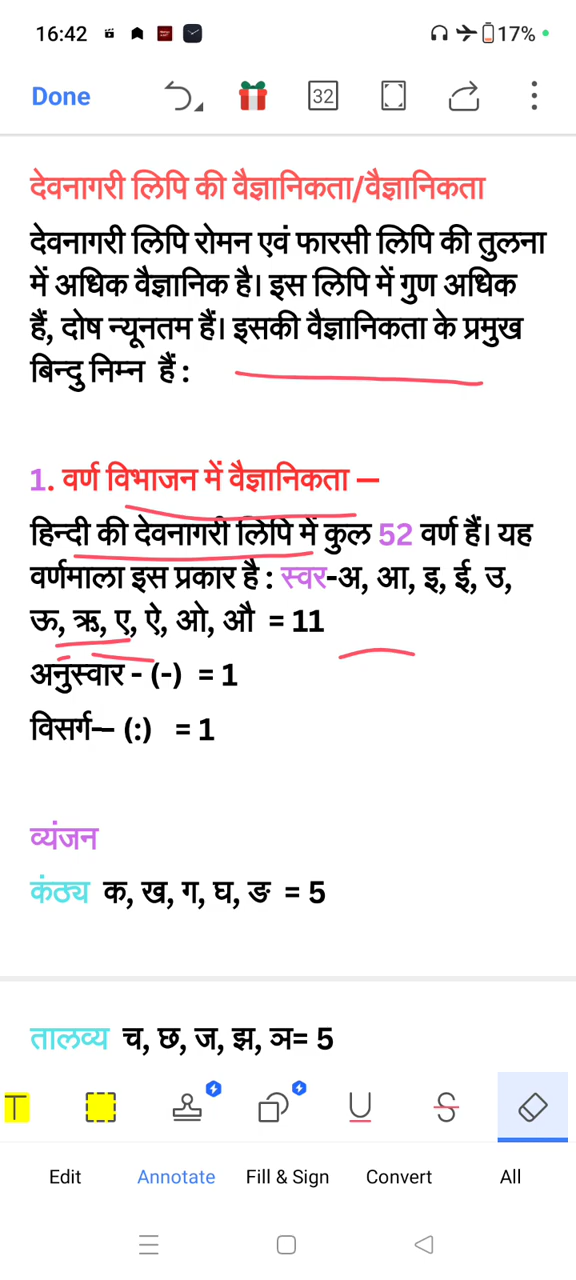 16:42
17%
Done
32
देवनागरी लिपि की वैज्ञानिकता/वैज्ञानिकता
देवनागरी लिपि रोमन एवं फारसी लिपि की तुलना
में अधिक वैज्ञानिक है। इस लिपि में गुण अधिक
हैं, दोष न्यूनतम हैं। इसकी वैज्ञानिकता के प्रमुख
बिन्दु निम्न हैं :
1. वर्ण विभाजन में वैज्ञानिकता –
हिन्दी की देवनागरी लिपि में कुल 52 वर्ण हैं। यह
वर्णमाला इस प्रकार है : स्वर-अ, आ, इ, ई, उ,
ऊ, ऋ, ए, ऐ, ओ, औ = 11
अनुस्वार - (-) = 1
विसर्ग– (:) = 1
व्यंजन
कंठ्य क, ख, ग, घ, ङ = 5
तालव्य च, छ, ज, झ, ञ= 5
T U S
Edit Annotate Fill & Sign Convert All